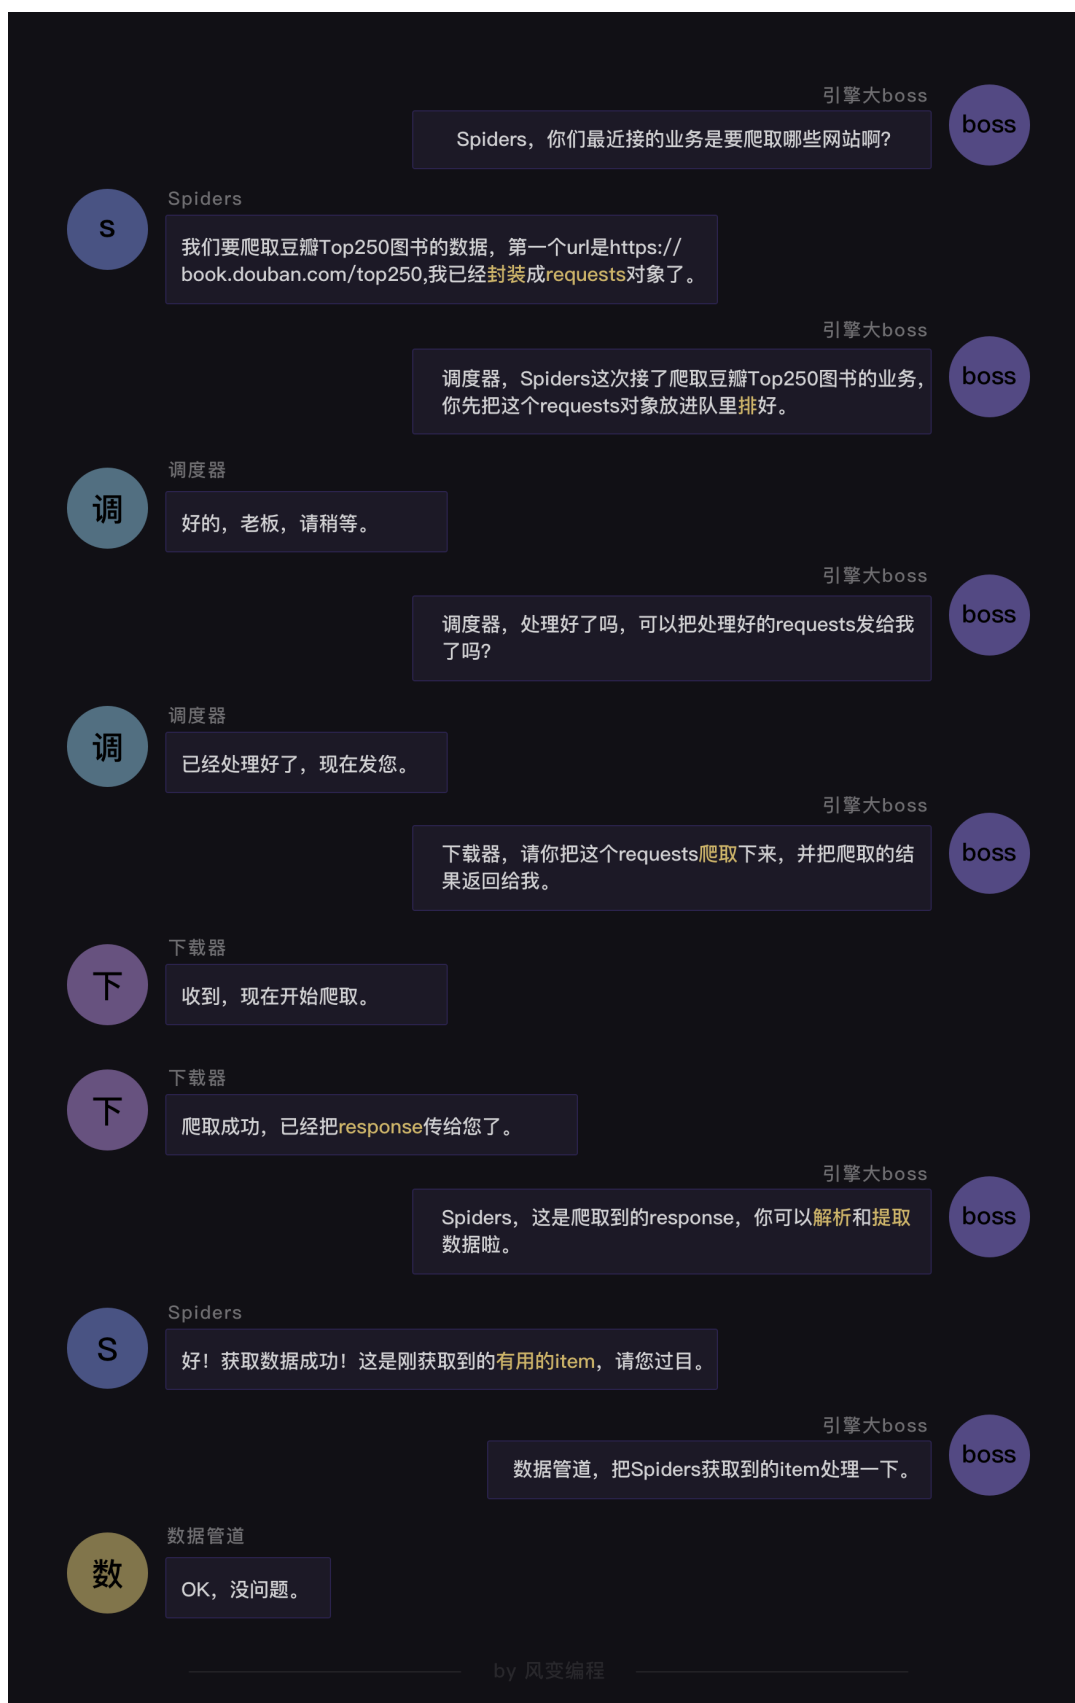 引擎大boss
boss
Spiders，你们最近接的业务是要爬取哪些网站啊？
Spiders
S
我们要爬取豆瓣Top250图书的数据，第一个url是https://
book.douban.com/top250,我已经封装成requests对象了。
引擎大boss
boss
调度器，Spiders这次接了爬取豆瓣Top250图书的业务，
你先把这个requests对象放进队里排好。
调度器
调
好的，老板，请稍等。
引擎大boss
boss
调度器，处理好了吗，可以把处理好的requests发给我
了吗？
调度器
调
已经处理好了，现在发您。
引擎大boss
boss
下载器，请你把这个requests爬取下来，并把爬取的结
果返回给我。
下载器
下
收到，现在开始爬取。
下载器
下
爬取成功，已经把response传给您了。
引擎大boss
boss
Spiders，这是爬取到的response，你可以解析和提取
数据啦。
Spiders
S
好！获取数据成功！这是刚获取到的有用的item，请您过目。
引擎大boss
boss
数据管道，把Spiders获取到的item处理一下。
数据管道
数
OK，没问题。
by 风变编程